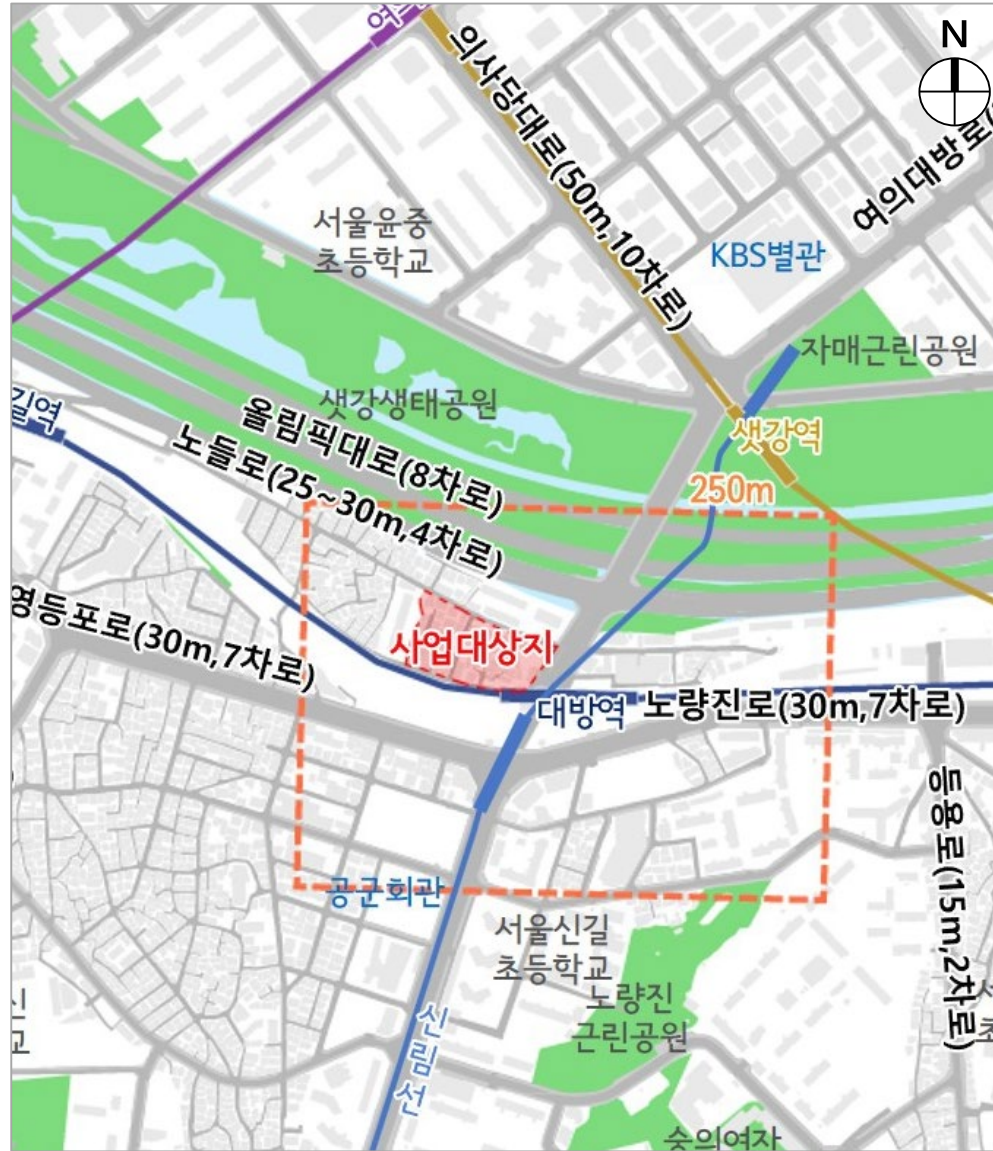 N
의사당대로(50m,10차로)
여의대방로
서울윤중
초등학교
KBS별관
자매근린공원
샛강생태공원
길역
올림픽대로(8차로)
샛강역
노들로(25~30m,4차로)
250m
영등포로(30m,7차로)
사업대상지
대방역
노량진로(30m,7차로)
등용로(15m,2차로)
공군회관
서울신길
초등학교
노량진
근린공원
신
교
신림선
숭의여자